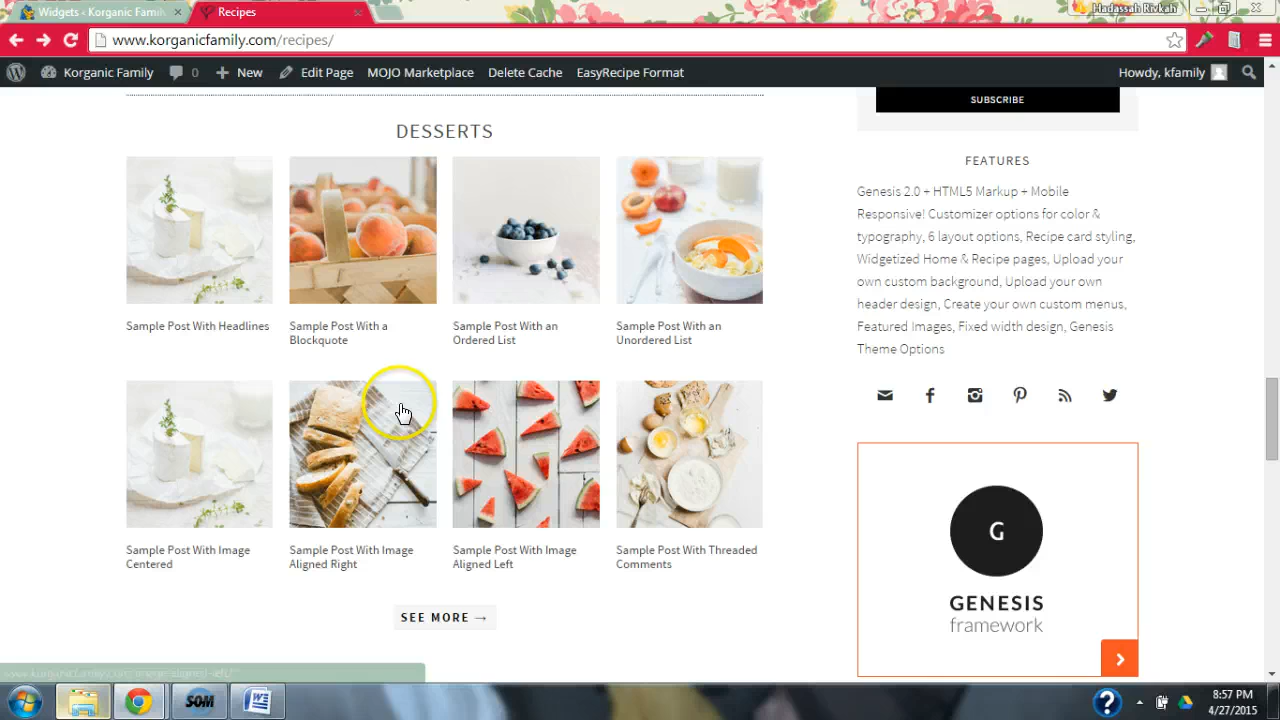 Widgets ‹ Korganic Famil
Recipes
Hadassah Rivkah
www.korganicfamily.com/recipes/
Korganic Family
0
New
Edit Page
MOJO Marketplace
Delete Cache
EasyRecipe Format
Howdy, kfamily
SUBSCRIBE
DESSERTS
FEATURES
Genesis 2.0 + HTML5 Markup + Mobile
Responsive! Customizer options for color &
typography, 6 layout options, Recipe card styling,
Widgetized Home & Recipe pages, Upload your
own custom background, Upload your own
header design, Create your own custom menus,
Featured Images, Fixed width design, Genesis
Theme Options
Sample Post With Headlines
Sample Post With a
Blockquote
Sample Post With an
Ordered List
Sample Post With an
Unordered List
Sample Post With Image
Centered
Sample Post With Image
Aligned Right
Sample Post With Image
Aligned Left
Sample Post With Threaded
Comments
SEE MORE →
G
GENESIS
framework
SOM
W
?
8:57 PM
4/27/2015